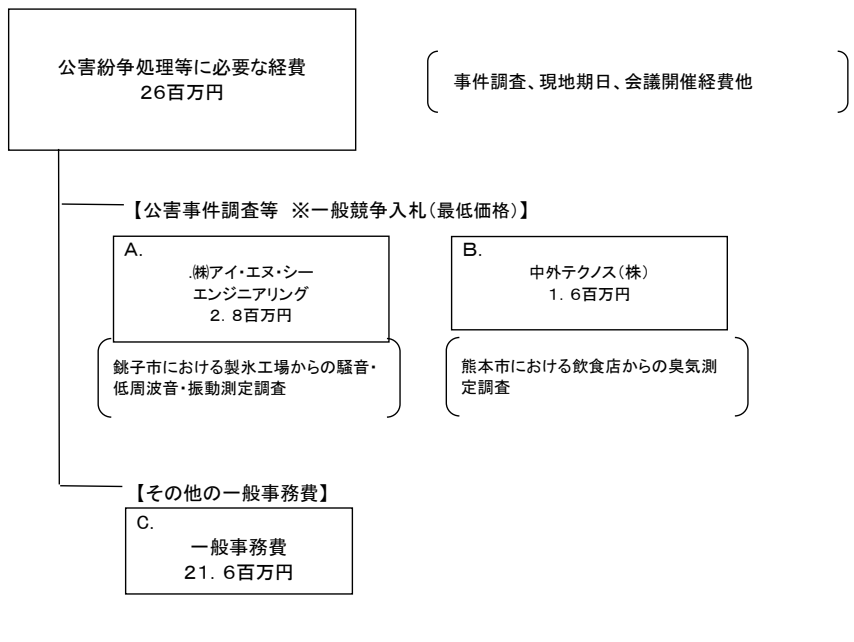 公害紛争処理等に必要な経費
26百万円
事件調査、現地期日、会議開催経費他
【公害事件調査等 ※一般競争入札(最低価格)】
A.
.㈱アイ・エヌ・シー
エンジニアリング
2．8百万円
B.
中外テクノス(株)
1．6百万円
銚子市における製氷工場からの騒音・
低周波音・振動測定調査
熊本市における飲食店からの臭気測
定調査
【その他の一般事務費】
C.
一般事務費
21．6百万円